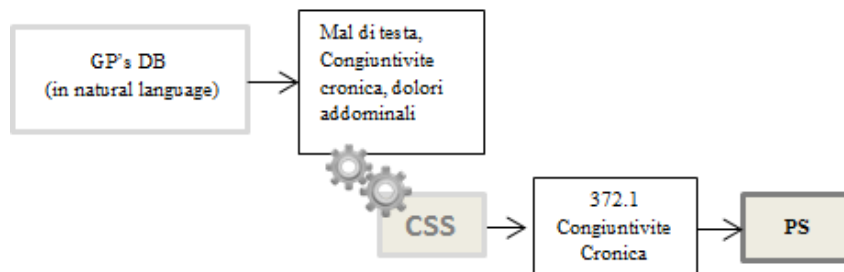 GP's DB
(in natural language)
Mal di testa,
Congiuntivite
cronica, dolori
addominali
CSS
372.1
Congiuntivite
Cronica
PS